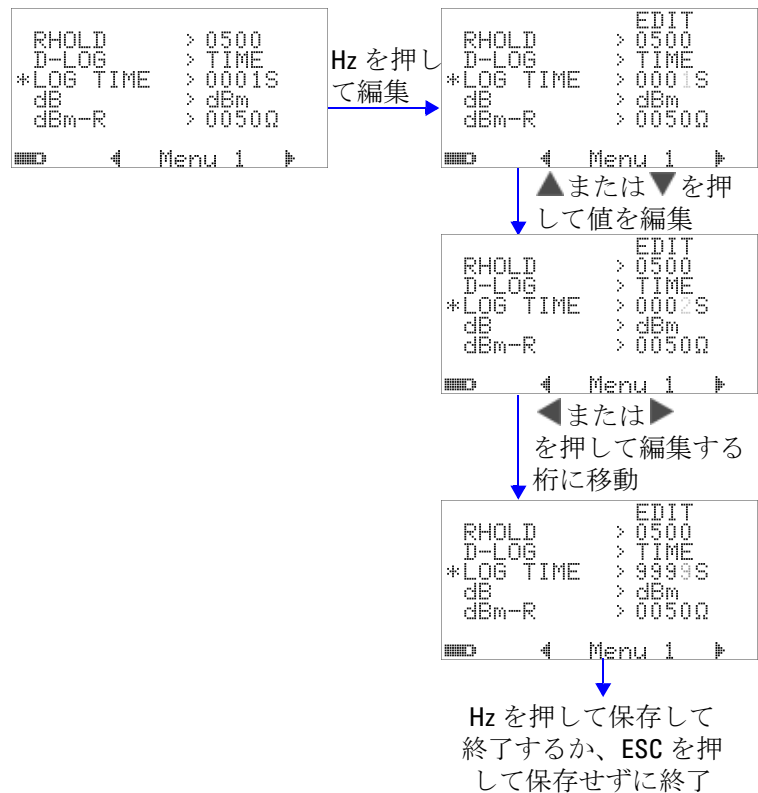 RHOLD > 0500
D-LOG > TIME
*LOG TIME > 0001S
dB > dBm
dBm-R > 0050Ω
Menu 1
Hz を押し
て編集
EDIT
RHOLD > 0500
D-LOG > TIME
*LOG TIME > 0001S
dB > dBm
dBm-R > 0050Ω
Menu 1
▲または▼を押
して値を編集
EDIT
RHOLD > 0500
D-LOG > TIME
*LOG TIME > 0002S
dB > dBm
dBm-R > 0050Ω
Menu 1
◀または▶
を押して編集する
桁に移動
EDIT
RHOLD > 0500
D-LOG > TIME
*LOG TIME > 9999S
dB > dBm
dBm-R > 0050Ω
Menu 1
Hz を押して保存して
終了するか、ESC を押
して保存せずに終了